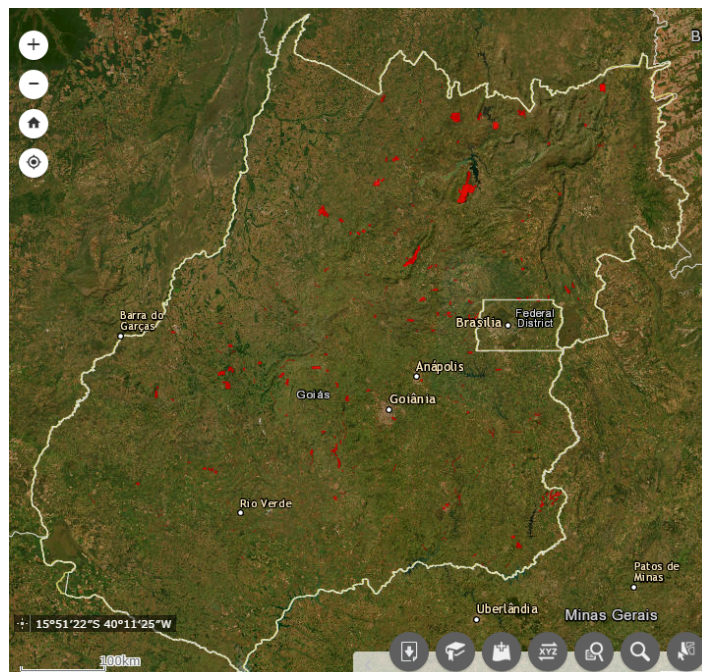 B
Barra do
Garças
Brasília
Federal
District
Anápolis
Goiás
Goiânia
Rio Verde
Patos de
Minas
Uberlândia
Minas Gerais
15°51'22"S 40°11'25"W
100km
XYZ